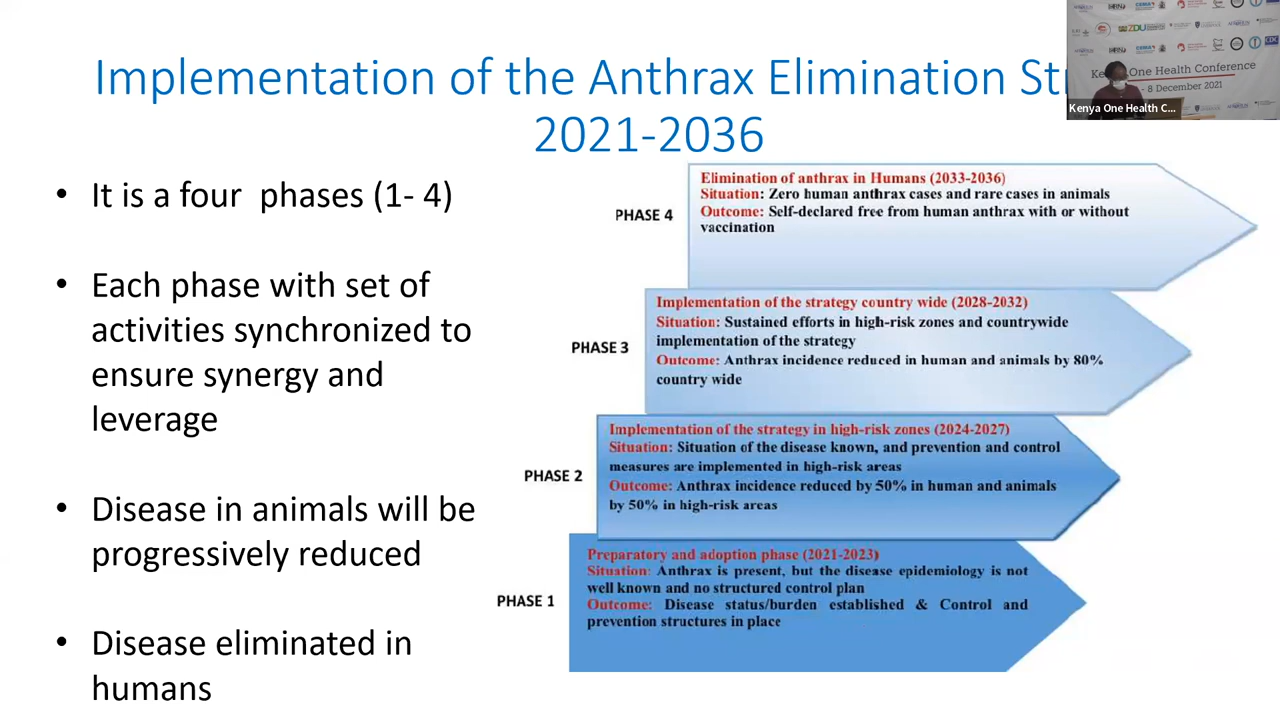 Implementation of the Anthrax Elimination
2021-2036
• It is a four phases (1- 4)
• Each phase with set of
activities synchronized to
ensure synergy and
leverage
• Disease in animals will be
progressively reduced
• Disease eliminated in
humans
PHASE 4
Elimination of anthrax in Humans (2033-2036)
Situation: Zero human anthrax cases and rare cases in animals
Outcome: Self-declared free from human anthrax with or without
vaccination
PHASE 3
Implementation of the strategy country wide (2028-2032)
Situation: Sustained efforts in high-risk zones and countrywide
implementation of the strategy
Outcome: Anthrax incidence reduced in human and animals by 80%
country wide
PHASE 2
Implementation of the strategy in high-risk zones (2024-2027)
Situation: Situation of the disease known, and prevention and control
measures are implemented in high-risk areas
Outcome: Anthrax incidence reduced by 50% in human and animals
by 50% in high-risk areas
PHASE 1
Preparatory and adoption phase (2021-2023)
Situation: Anthrax is present, but the disease epidemiology is not
well known and no structured control plan
Outcome: Disease status/burden established & Control and
prevention structures in place
ZDU
One Health Conference
- 8 December 2021
Kenya One Health C...